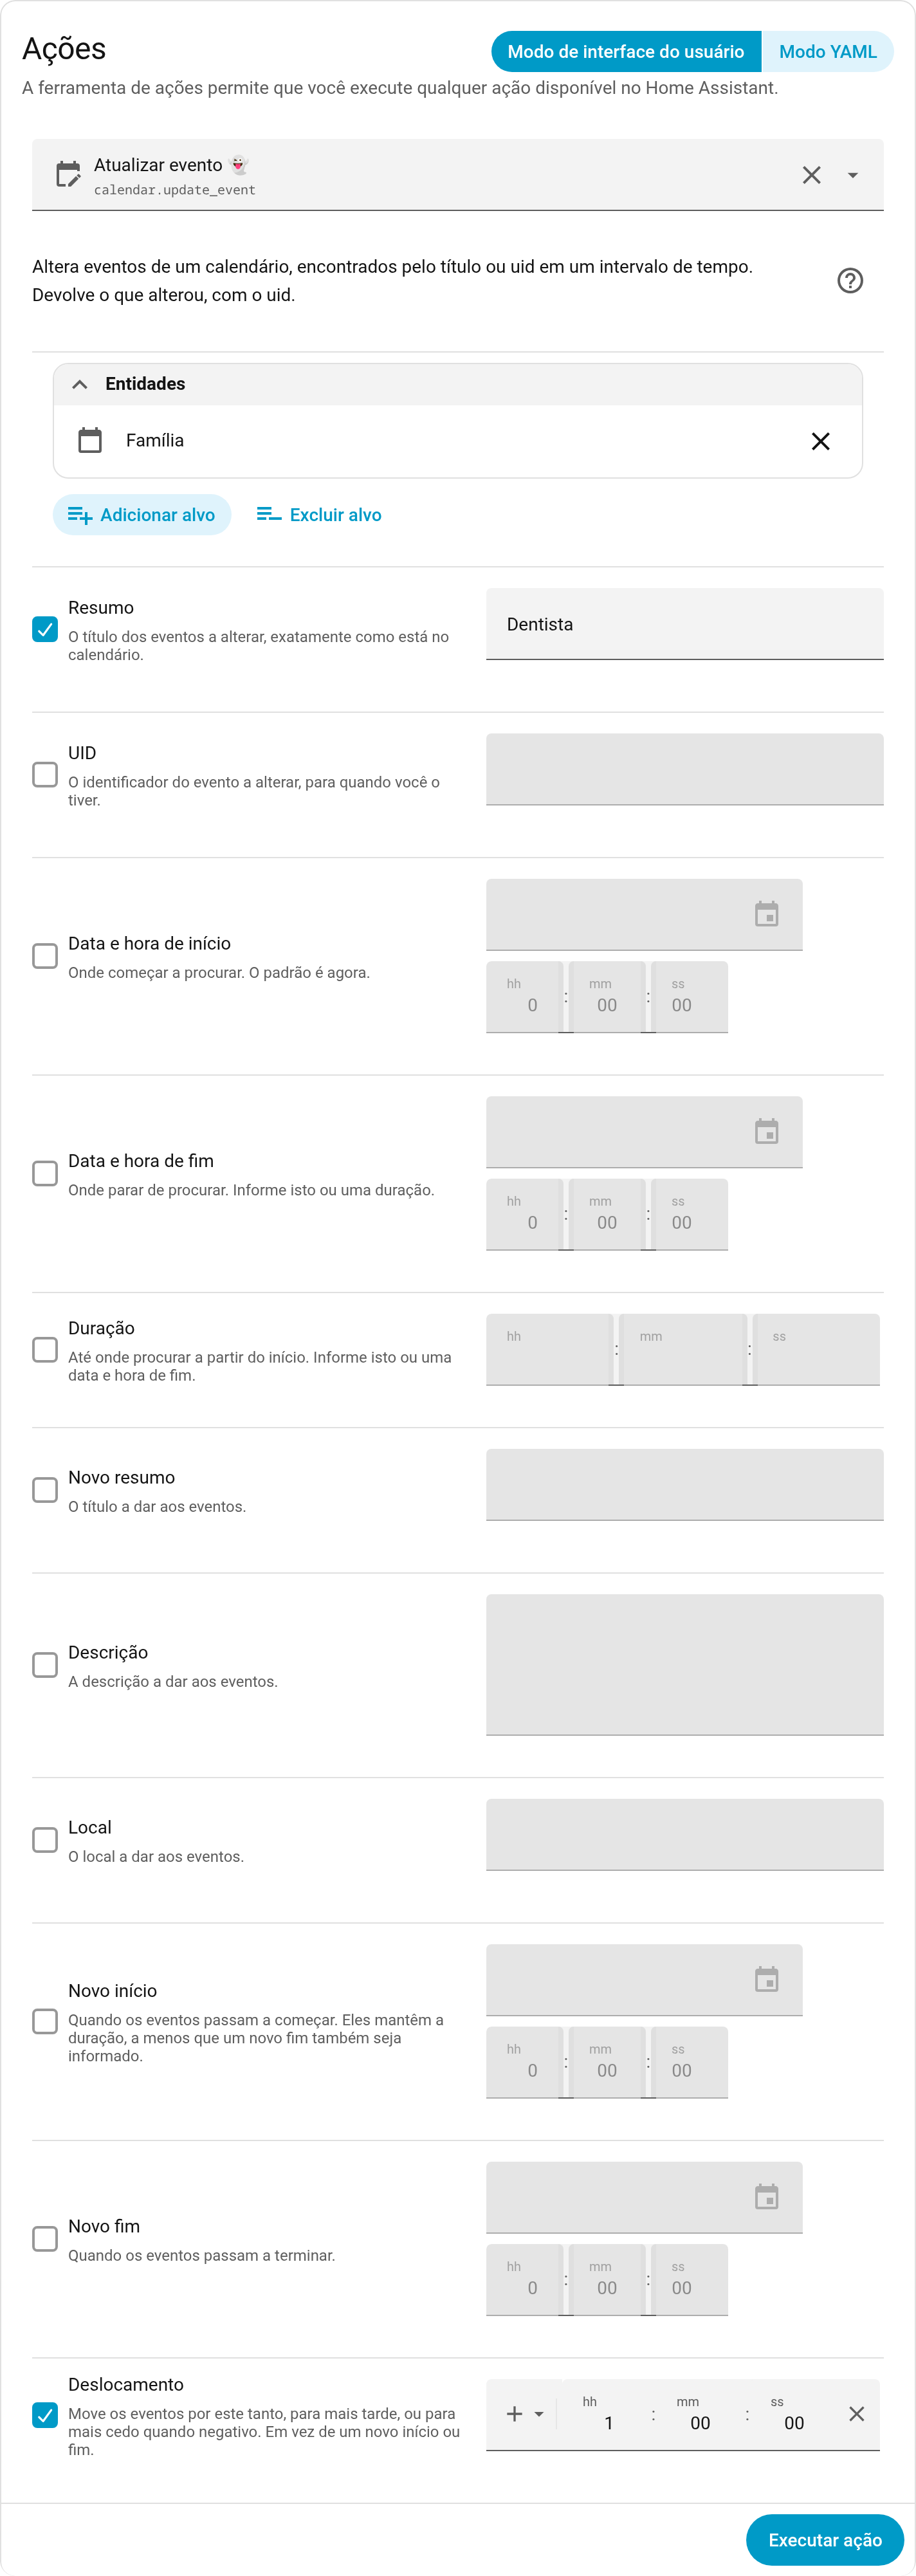 Ações
Modo de interface do usuário
Modo YAML
A ferramenta de ações permite que você execute qualquer ação disponível no Home Assistant.
Atualizar evento 👻
calendar.update_event
Altera eventos de um calendário, encontrados pelo título ou uid em um intervalo de tempo.
Devolve o que alterou, com o uid.
Entidades
Família
Adicionar alvo
Excluir alvo
Resumo
O título dos eventos a alterar, exatamente como está no
calendário.
Dentista
UID
O identificador do evento a alterar, para quando você o
tiver.
Data e hora de início
Onde começar a procurar. O padrão é agora.
hh mm ss
0 : 00 : 00
Data e hora de fim
Onde parar de procurar. Informe isto ou uma duração.
hh mm ss
0 : 00 : 00
Duração
Até onde procurar a partir do início. Informe isto ou uma
data e hora de fim.
hh : mm : ss
Novo resumo
O título a dar aos eventos.
Descrição
A descrição a dar aos eventos.
Local
O local a dar aos eventos.
Novo início
Quando os eventos passam a começar. Eles mantêm a
duração, a menos que um novo fim também seja
informado.
hh mm ss
0 : 00 : 00
Novo fim
Quando os eventos passam a terminar.
hh mm ss
0 : 00 : 00
Deslocamento
Move os eventos por este tanto, para mais tarde, ou para
mais cedo quando negativo. Em vez de um novo início ou
fim.
hh mm ss
+ 1 : 00 : 00
Executar ação